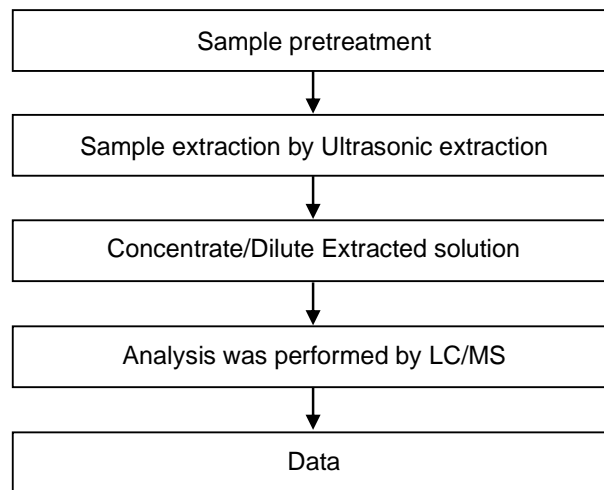 Sample pretreatment
Sample extraction by Ultrasonic extraction
Concentrate/Dilute Extracted solution
Analysis was performed by LC/MS
Data